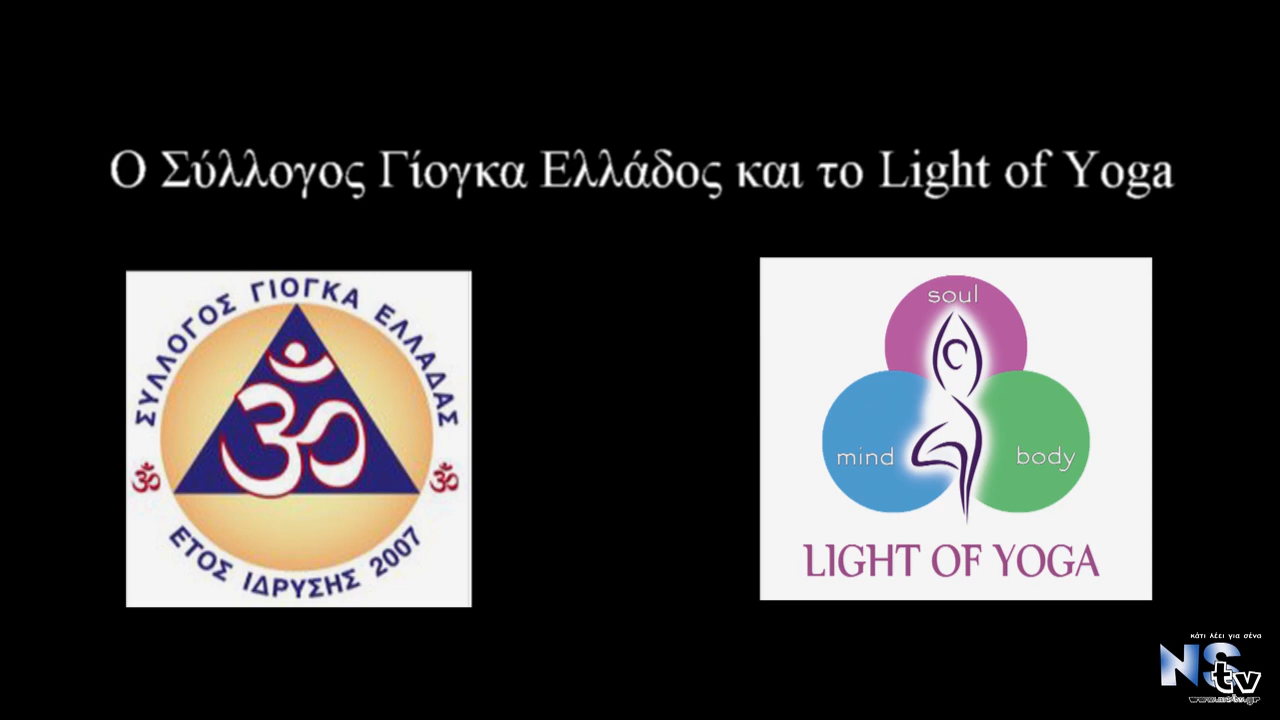 Ο Σύλλογος Γίογκα Ελλάδος και το Light of Yoga
ΣΥΛΛΟΓΟΣ ΓΙΟΓΚΑ ΕΛΛΑΔΑΣ
ॐ
ॐ ॐ
ΕΤΟΣ ΙΔΡΥΣΗΣ 2007
soul
mind body
LIGHT OF YOGA
κάτι λέει για σένα
NS
tv